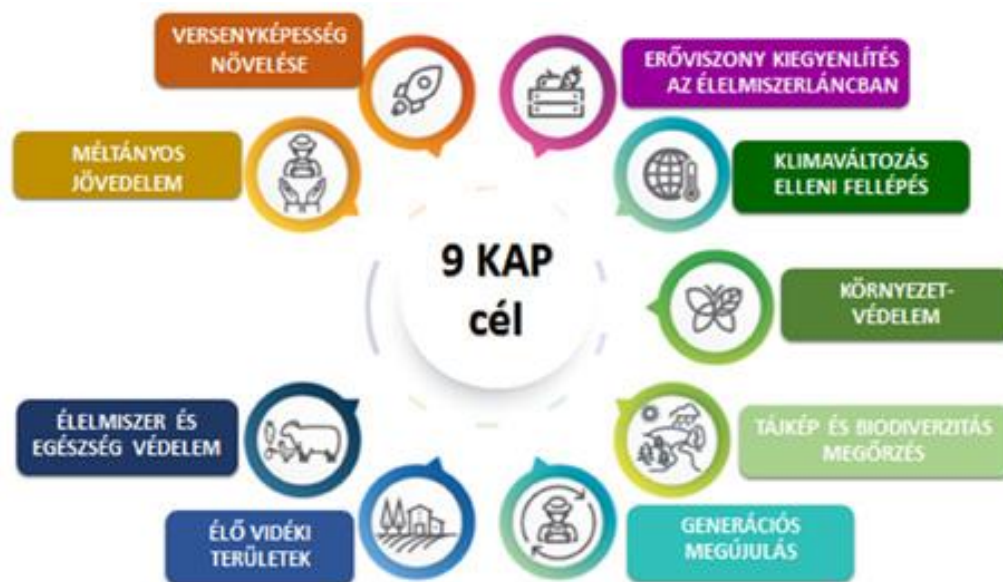 VERSENYKÉPESSÉG
NÖVELÉSE
ERŐVISZONY KIEGYENLÍTÉS
AZ ÉLELMISZERLÁNCBAN
MÉLTÁNYOS
JÖVEDELEM
KLIMAVÁLTOZÁS
ELLENI FELLÉPÉS
9 KAP
cél
KÖRNYEZET-
VÉDELEM
ÉLELMISZER ÉS
EGÉSZSÉG VÉDELEM
TÁJKÉP ÉS BIODIVERZITÁS
MEGŐRZÉS
ÉLŐ VIDÉKI
TERÜLETEK
GENERÁCIÓS
MEGÚJULÁS